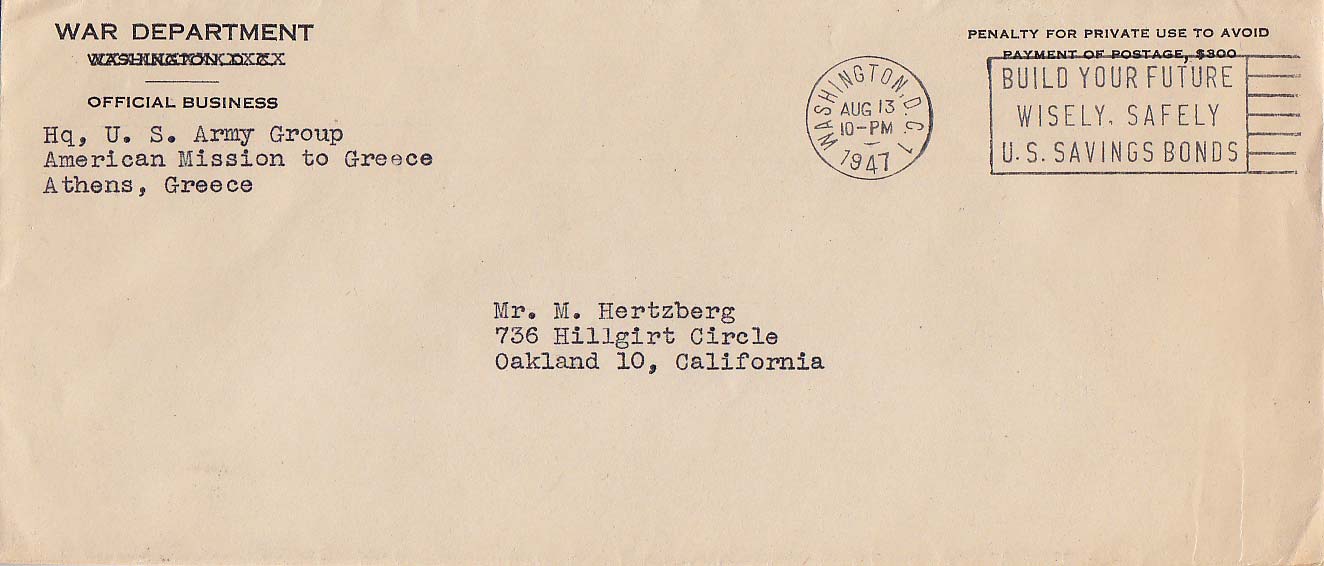 WAR DEPARTMENT
WASHINGTON, D. C.
OFFICIAL BUSINESS
Hq, U. S. Army Group
American Mission to Greece
Athens, Greece
WASHINGTON, D.C. 1
AUG 13
10-PM
1947
PENALTY FOR PRIVATE USE TO AVOID
PAYMENT OF POSTAGE, $300
BUILD YOUR FUTURE
WISELY, SAFELY
U.S. SAVINGS BONDS
Mr. M. Hertzberg
736 Hillgirt Circle
Oakland 10, California